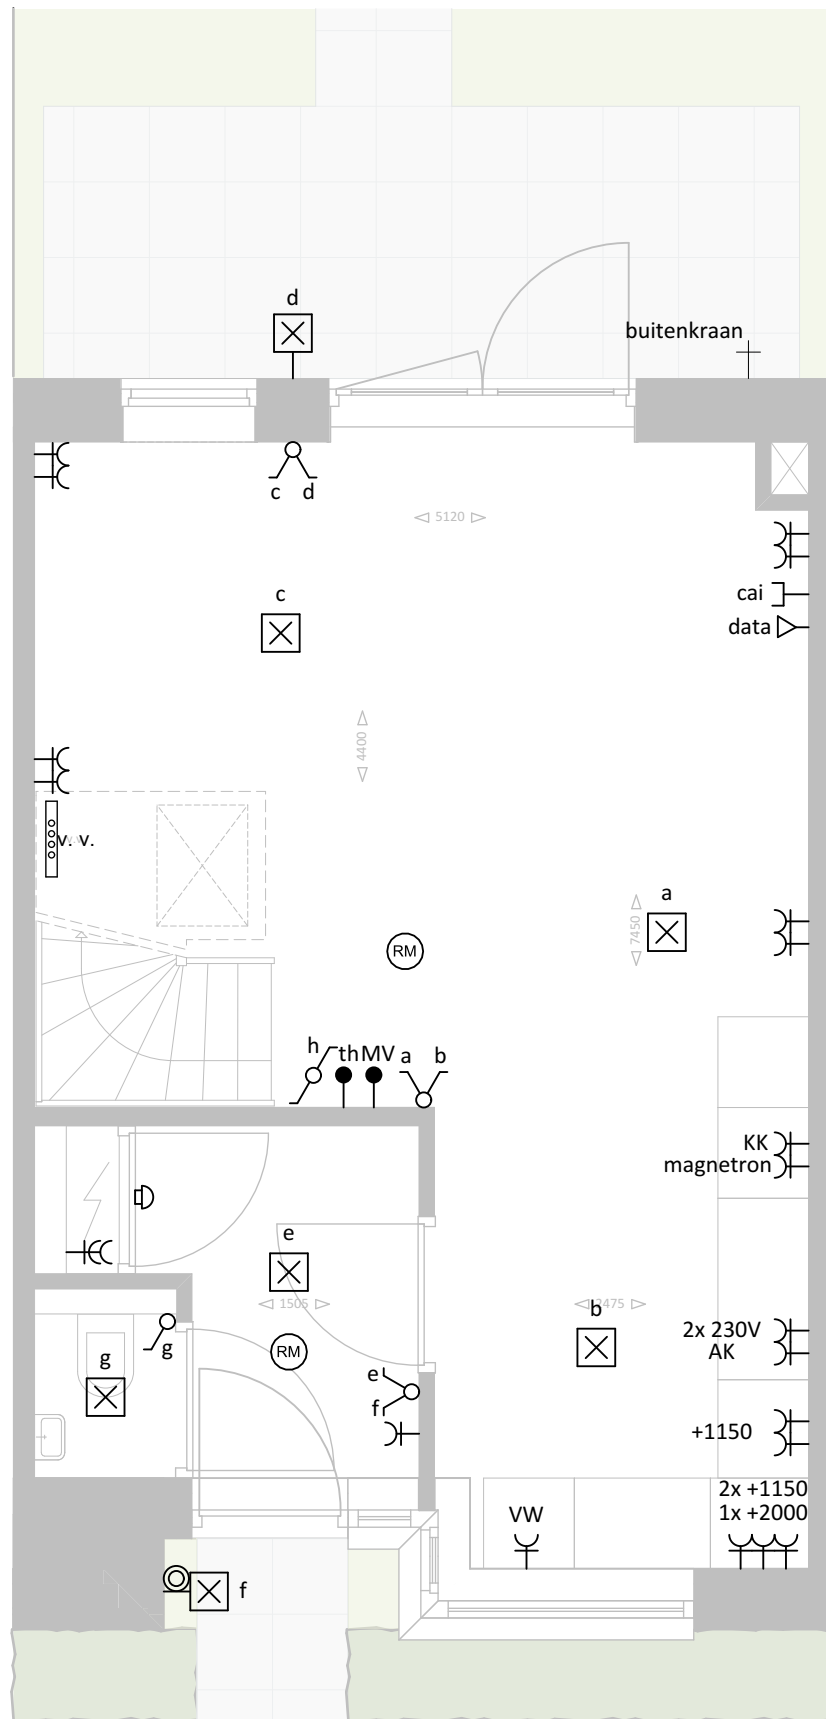 d
buitenkraan
c d
5120
c
cai
data
4400
v. v.
a
7450
RM
h th MV a b
KK
magnetron
e
1505
2475
b
2x 230V
AK
g
RM
g
e
f
+1150
2x +1150
1x +2000
VW
f